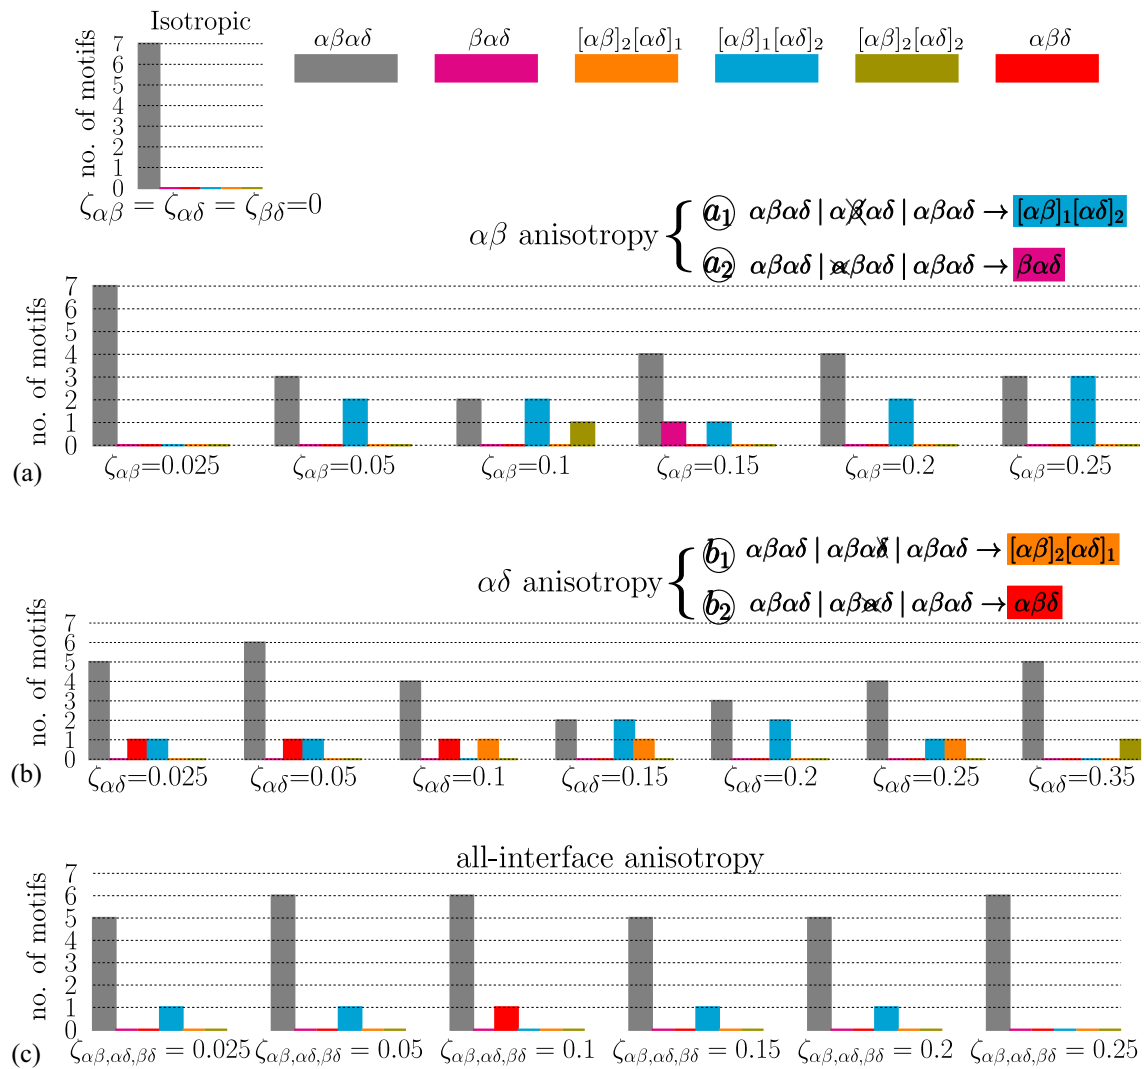 Isotropic
αβαδ βαδ [αβ]₂[αδ]₁ [αβ]₁[αδ]₂ [αβ]₂[αδ]₂ αβδ
no. of motifs
7
6
5
4
3
2
1
0
ζαβ = ζαδ = ζβδ=0
αβ anisotropy
a₁ αβαδ | αβαδ | αβαδ → [αβ]₁[αδ]₂
a₂ αβαδ | αβαδ | αβαδ → βαδ
no. of motifs
7
6
5
4
3
2
1
0
ζαβ=0.025 ζαβ=0.05 ζαβ=0.1 ζαβ=0.15 ζαβ=0.2 ζαβ=0.25
(a)
αδ anisotropy
b₁ αβαδ | αβαδ | αβαδ → [αβ]₂[αδ]₁
b₂ αβαδ | αβαδ | αβαδ → αβδ
no. of motifs
7
6
5
4
3
2
1
0
ζαδ=0.025 ζαδ=0.05 ζαδ=0.1 ζαδ=0.15 ζαδ=0.2 ζαδ=0.25 ζαδ=0.35
(b)
all-interface anisotropy
no. of motifs
7
6
5
4
3
2
1
0
ζαβ,αδ,βδ = 0.025 ζαβ,αδ,βδ = 0.05 ζαβ,αδ,βδ = 0.1 ζαβ,αδ,βδ = 0.15 ζαβ,αδ,βδ = 0.2 ζαβ,αδ,βδ = 0.25
(c)